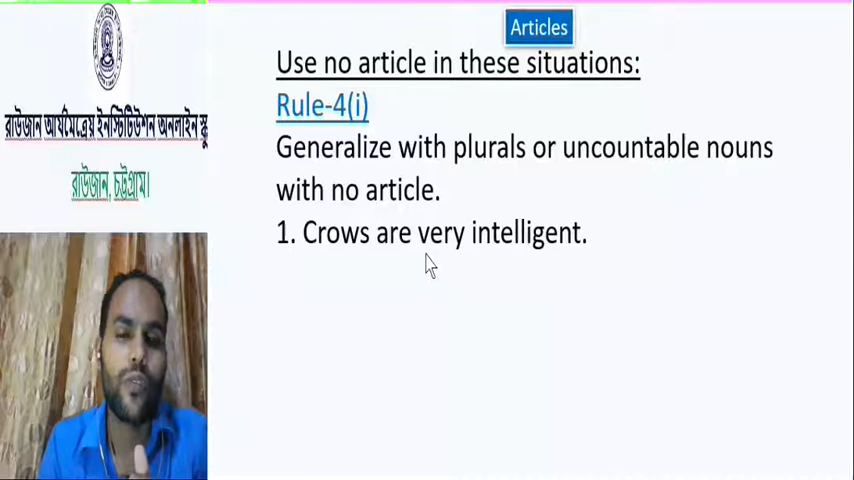 Articles
Use no article in these situations:
Rule-4(i)
Generalize with plurals or uncountable nouns
with no article.
1. Crows are very intelligent.
রাউজান আর্যমৈত্রেয় ইনস্টিটিউশন অনলাইন স্কু
রাউজান, চট্টগ্রাম।